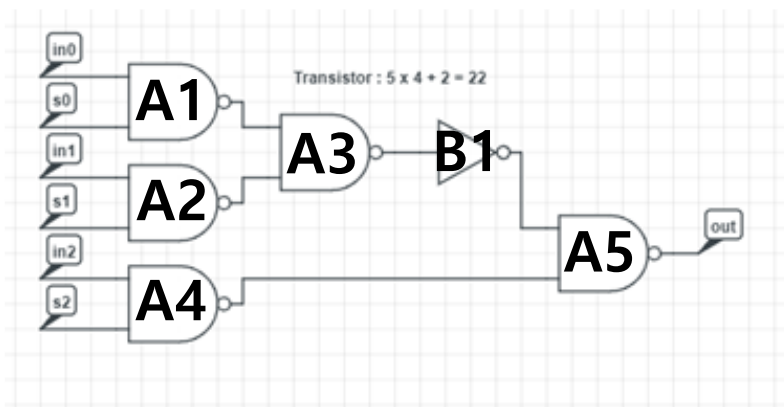 in0
Transistor : 5 x 4 + 2 = 22
A1
s0
in1
A3
B1
A2
s1
out
in2
A5
A4
s2